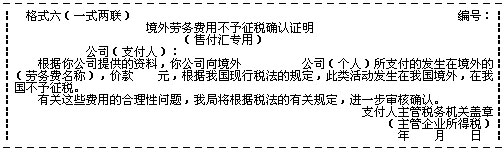 格式六（一式两联） 编号：
境外劳务费用不予征税确认证明
（售付汇专用）
公司（支付人）：
根据你公司提供的资料，你公司向境外 公司（个人）所支付的发生在境外的
（劳务费名称），价款 元，根据我国现行税法的规定，此类活动发生在我国境外，在我
国不予征税。
有关这些费用的合理性问题，我局将根据税法的有关规定，进一步审核确认。
支付人主管税务机关盖章
（主管企业所得税）
年 月 日